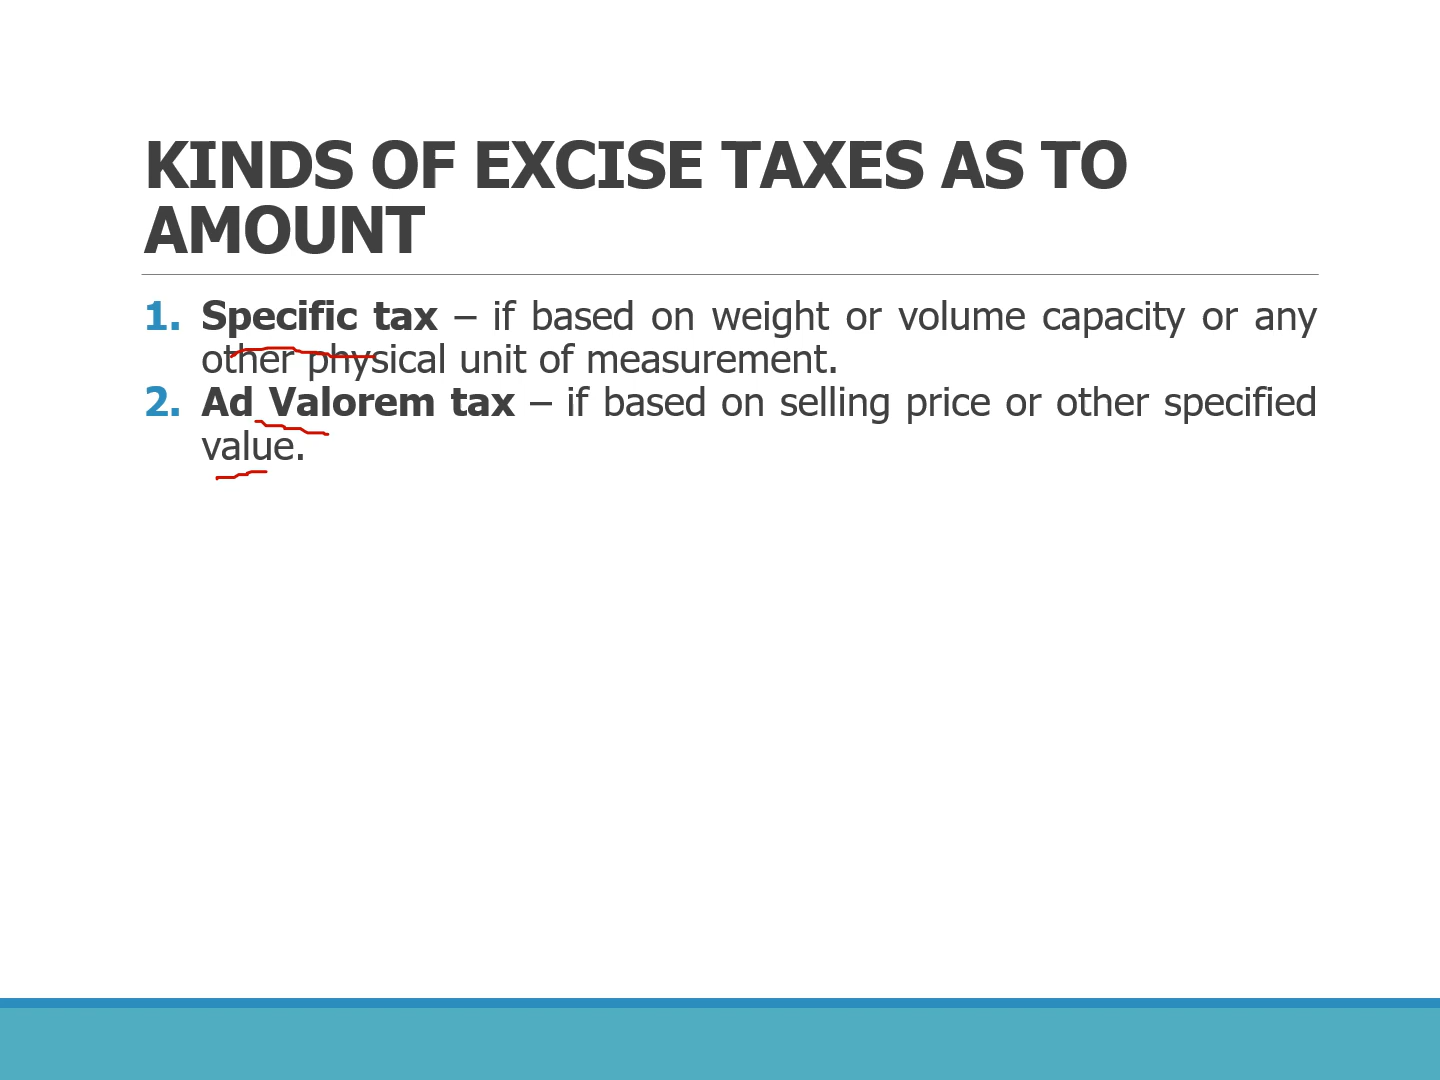 KINDS OF EXCISE TAXES AS TO
AMOUNT
1. Specific tax – if based on weight or volume capacity or any
other physical unit of measurement.
2. Ad Valorem tax – if based on selling price or other specified
value.